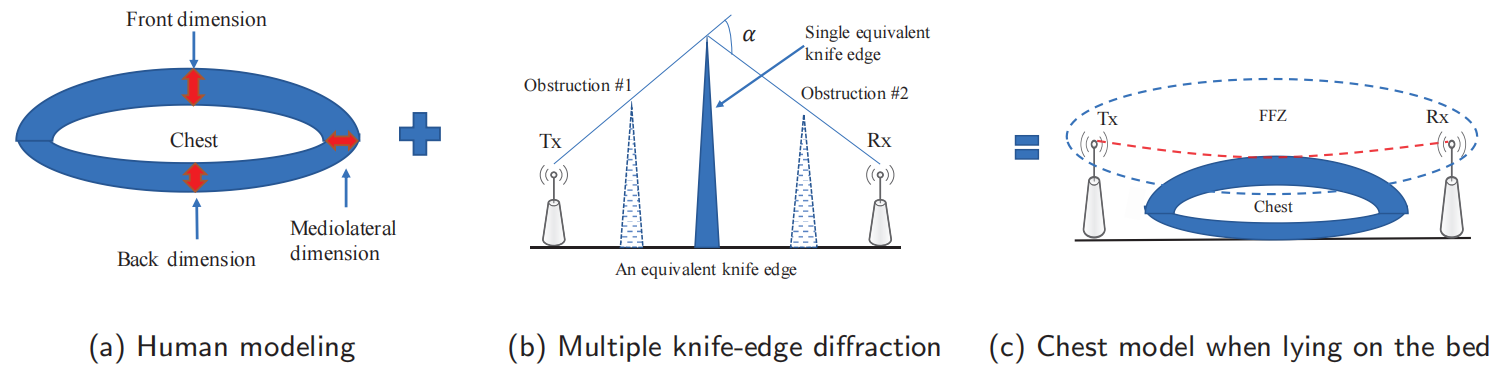 Front dimension
Chest
Back dimension
Mediolateral
dimension
(a) Human modeling
α
Single equivalent
knife edge
Obstruction #1
Obstruction #2
Tx
Rx
An equivalent knife edge
(b) Multiple knife-edge diffraction
FFZ
Tx
Rx
Chest
(c) Chest model when lying on the bed